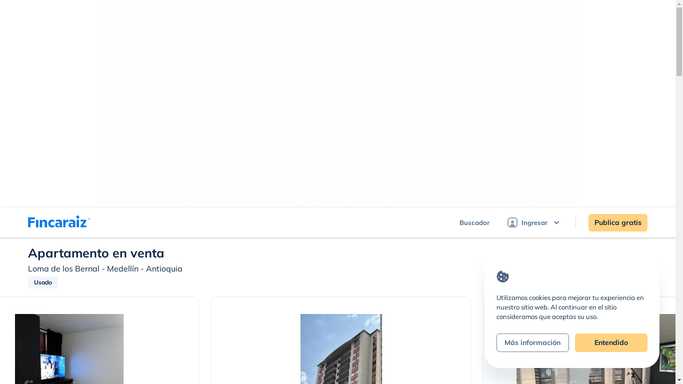 Fincaraiz
Buscador
Ingresar
Publica gratis
Apartamento en venta
Loma de los Bernal - Medellín - Antioquia
Usado
Utilizamos cookies para mejorar tu experiencia en
nuestro sitio web. Al continuar en el sitio
consideramos que aceptas su uso.
Más información
Entendido